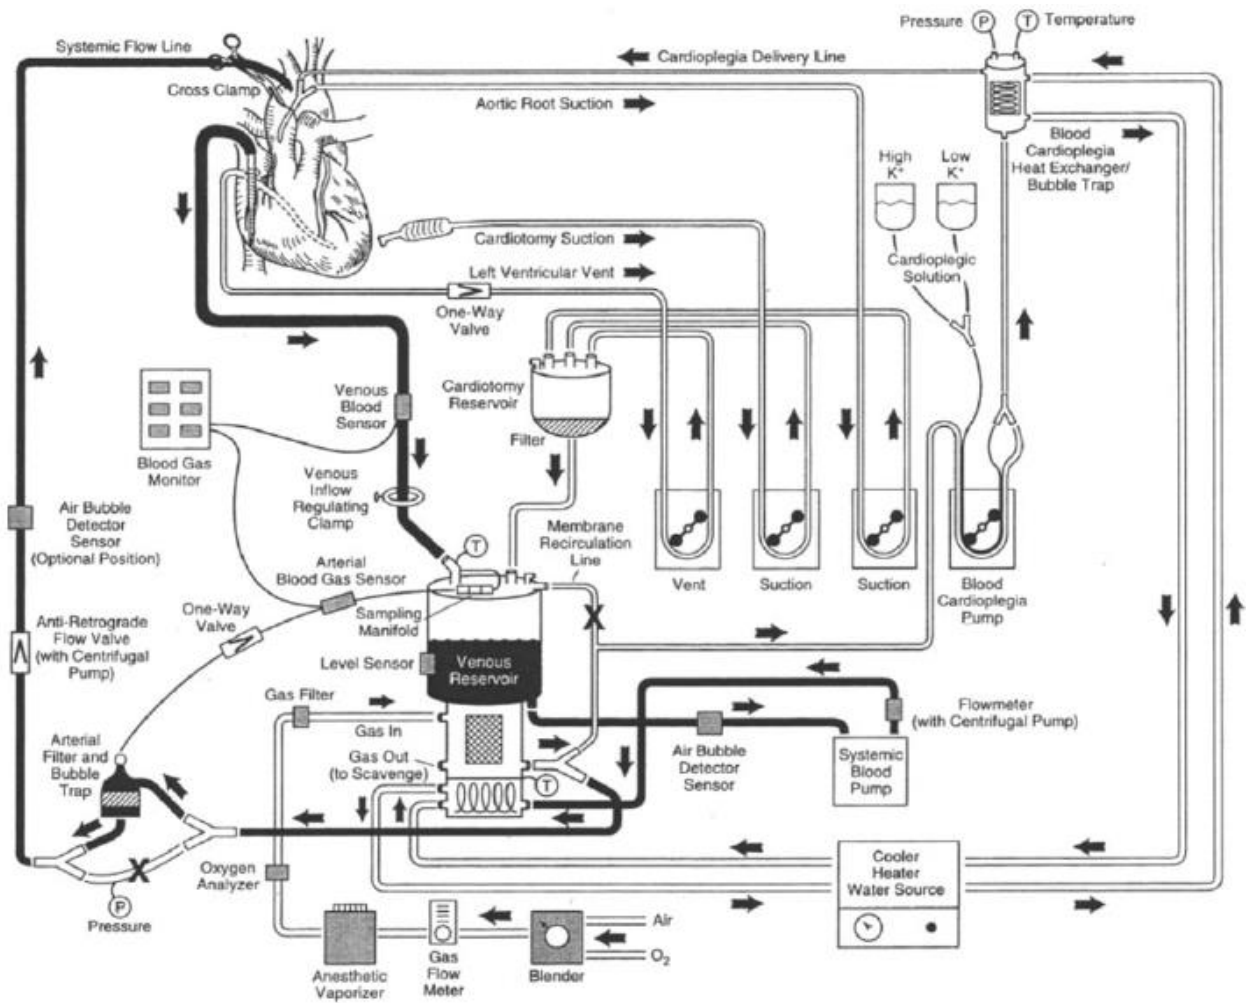 Pressure P
T Temperature
Systemic Flow Line
Cardioplegia Delivery Line
Cross Clamp
Aortic Root Suction
Blood
Cardioplegia
Heat Exchanger/
Bubble Trap
High
K+
Low
K+
Cardiotomy Suction
Cardioplegic
Solution
Left Ventricular Vent
One-Way
Valve
Venous
Blood
Sensor
Cardiotomy
Reservoir
Filter
Blood Gas
Monitor
Venous
Inflow
Regulating
Clamp
Air Bubble
Detector
Sensor
(Optional Position)
T
Membrane
Recirculation
Line
Vent
Suction
Suction
Blood
Cardioplegia
Pump
Arterial
Blood Gas Sensor
One-Way
Valve
Sampling
Manifold
X
Anti-Retrograde
Flow Valve
(with Centrifugal
Pump)
Level Sensor
Venous
Reservoir
Gas Filter
Gas In
Flowmeter
(with Centrifugal Pump)
Arterial
Filter and
Bubble
Trap
Gas Out
(to Scavenge)
T
Air Bubble
Detector
Sensor
Systemic
Blood
Pump
X
P
Pressure
Oxygen
Analyzer
Cooler
Heater
Water Source
Anesthetic
Vaporizer
Gas
Flow
Meter
Blender
Air
O2